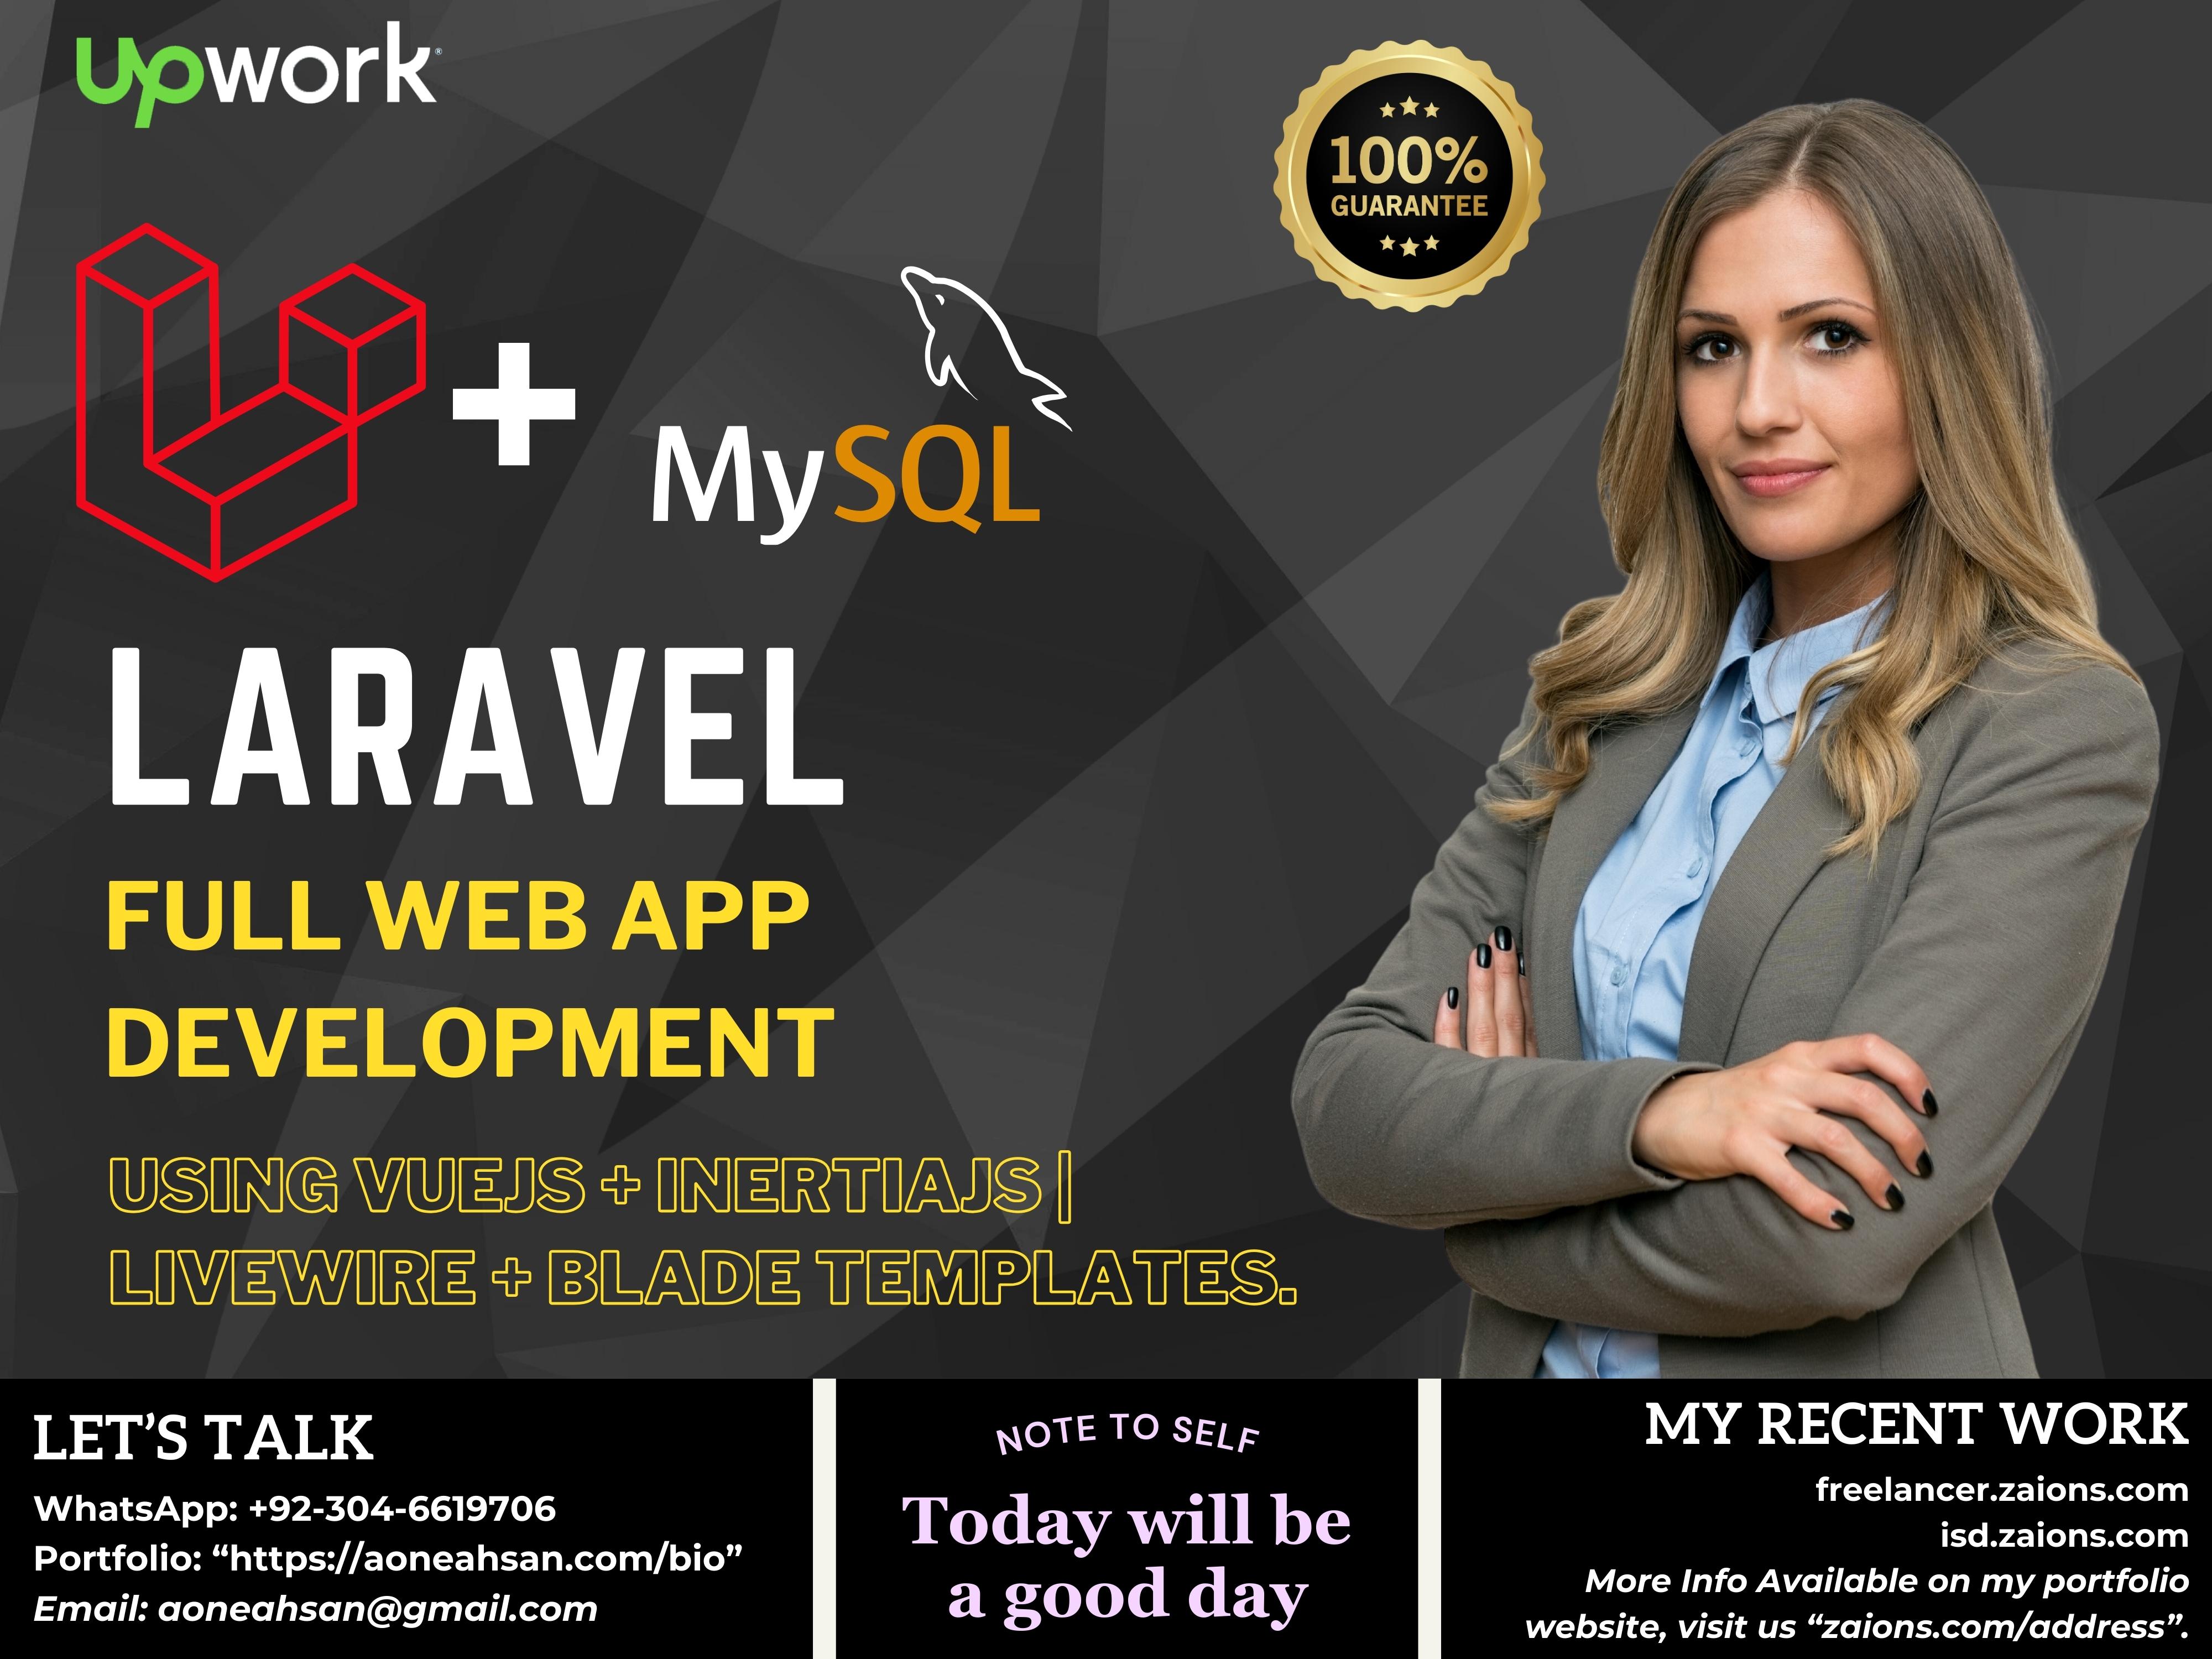 upwork®
100%
GUARANTEE
+
MySQL
LARAVEL
FULL WEB APP
DEVELOPMENT
USING VUEJS + INERTIAJS |
LIVEWIRE + BLADE TEMPLATES.
LET’S TALK
WhatsApp: +92-304-6619706
Portfolio: “https://aoneahsan.com/bio”
Email: aoneahsan@gmail.com
NOTE TO SELF
Today will be
a good day
MY RECENT WORK
freelancer.zaions.com
isd.zaions.com
More Info Available on my portfolio
website, visit us “zaions.com/address”.